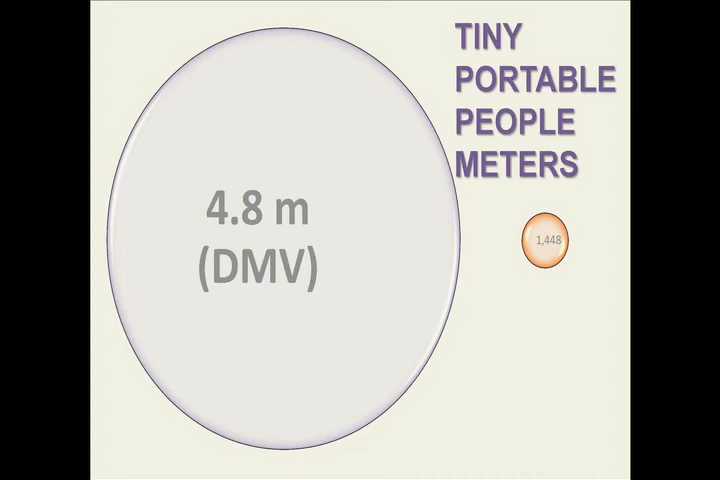 TINY
PORTABLE
PEOPLE
METERS
4.8 m
(DMV)
1,448